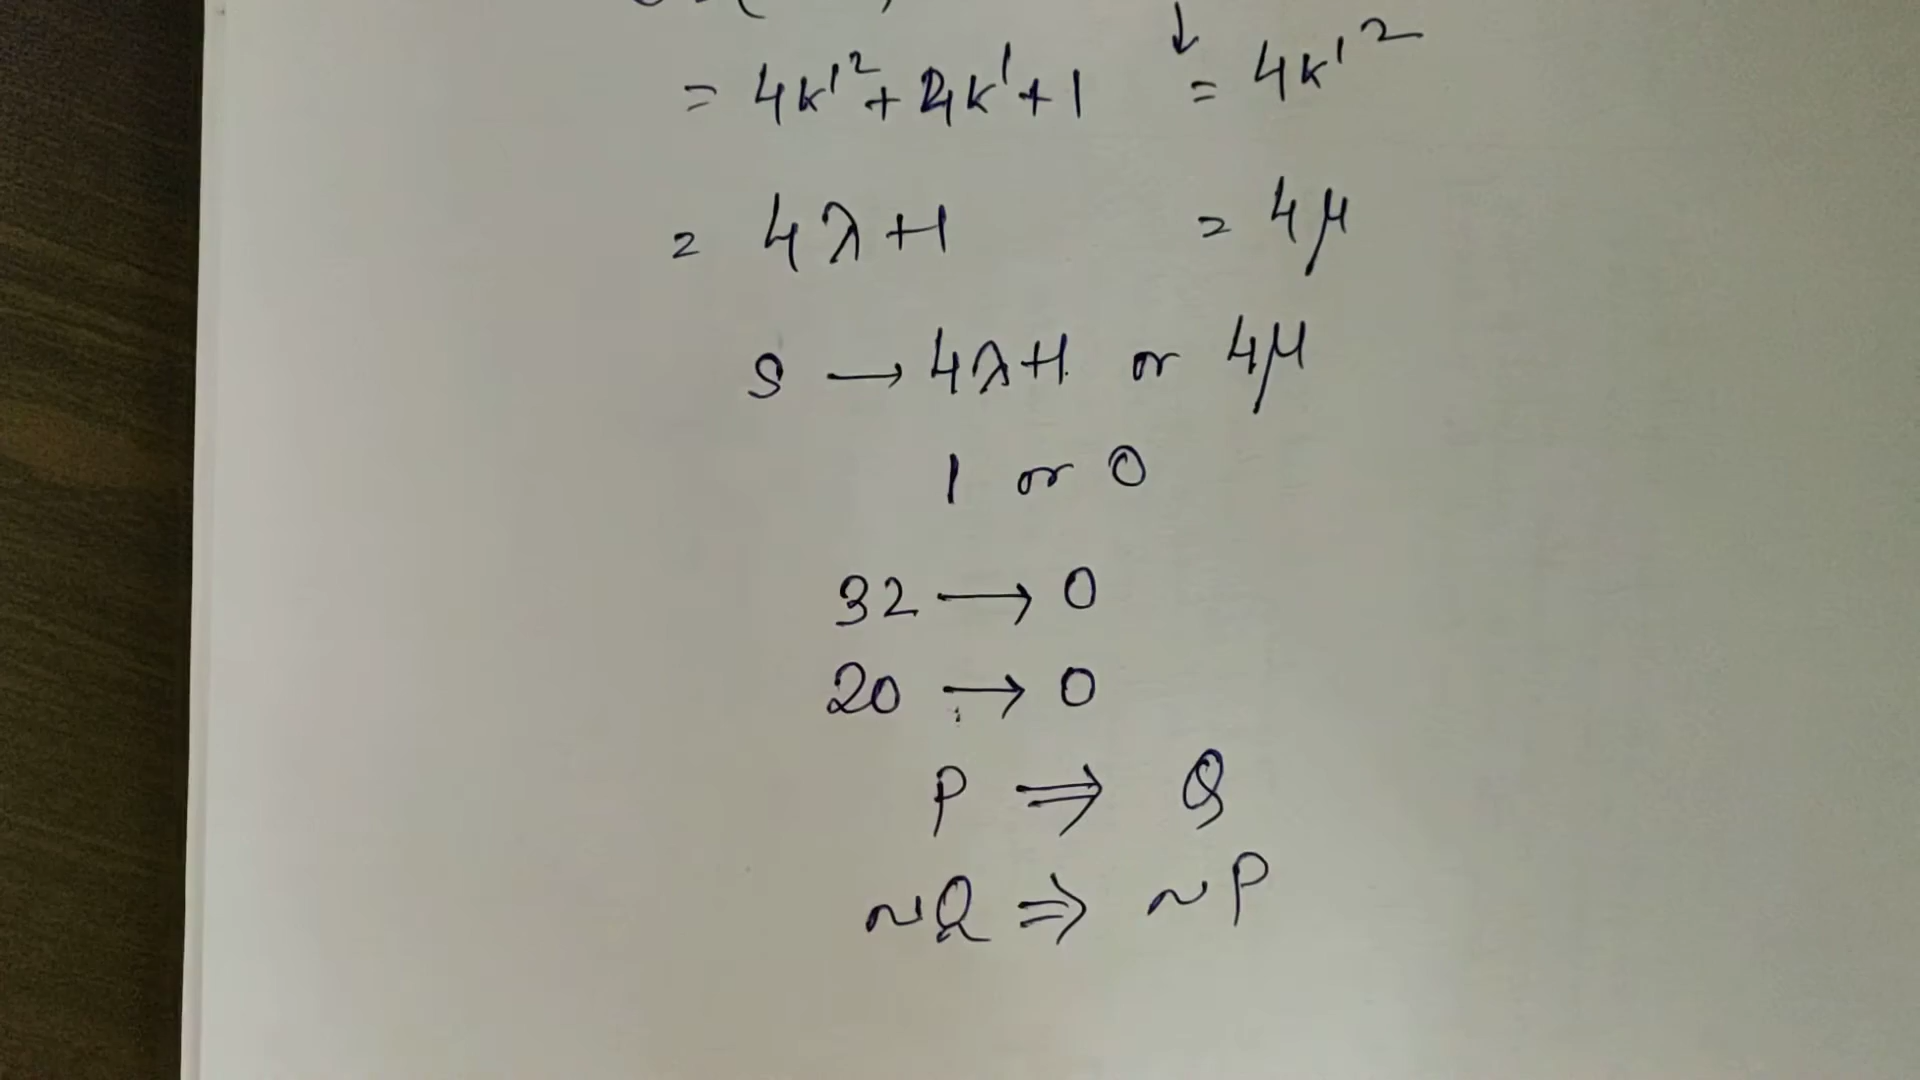 = 4k'² + 4k' + 1 = 4k'²
= 4λ+1 = 4μ
S → 4λ+1 or 4μ
1 or 0
32 → 0
20 → 0
P ⇒ Q
~Q ⇒ ~P